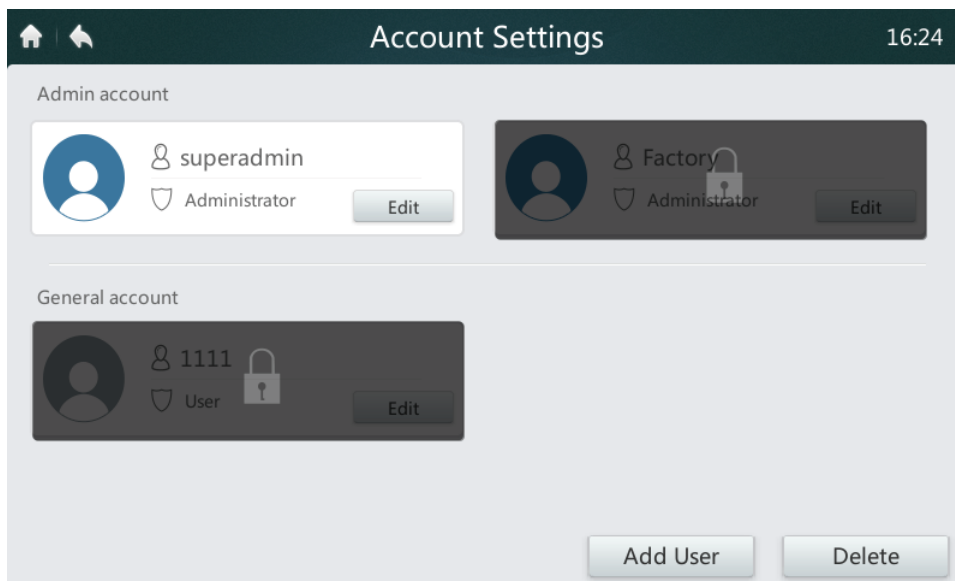 Account Settings 16:24
Admin account
superadmin
Administrator
Edit
Factory
Administrator
Edit
General account
1111
User
Edit
Add User Delete